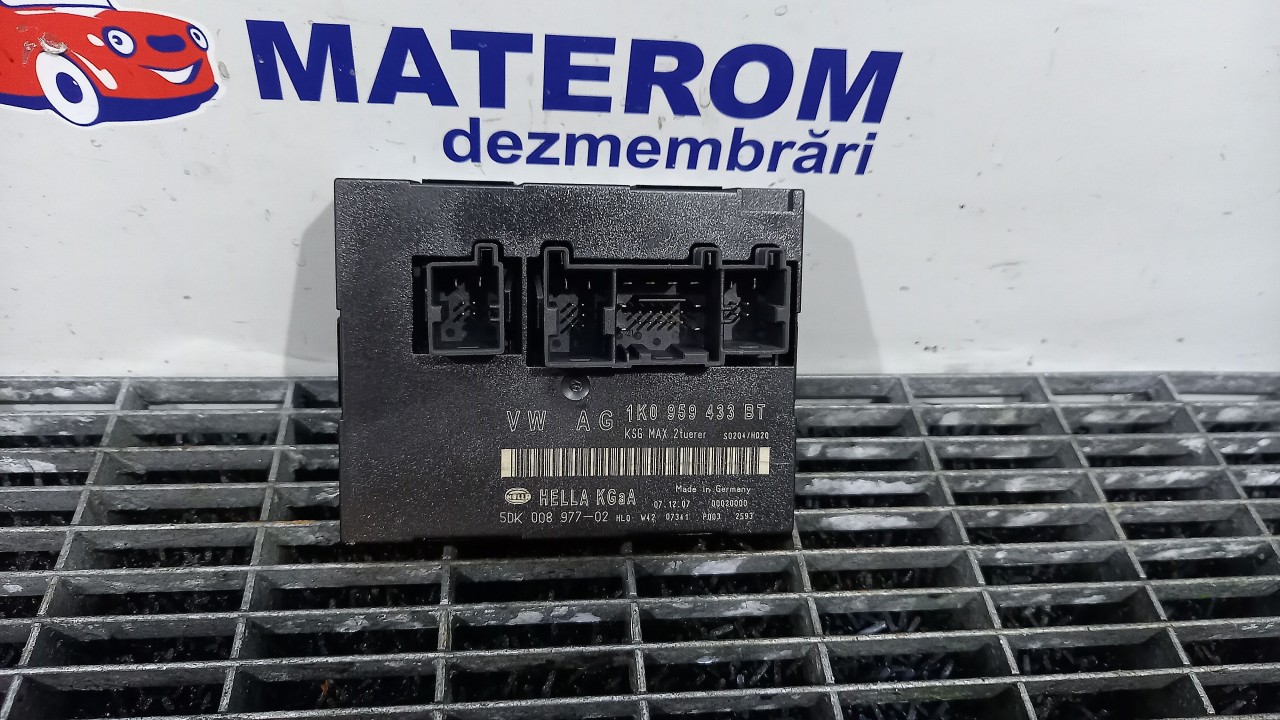 MATEROM
dezmembrări
VW AG 1K0 959 433 BT
KSG MAX 2tuerer S0204/H020
HELLA
HELLA KGaA Made in Germany
07.12.07 00020000
5DK 008 977-02 HLO W42 07341 P003 2593